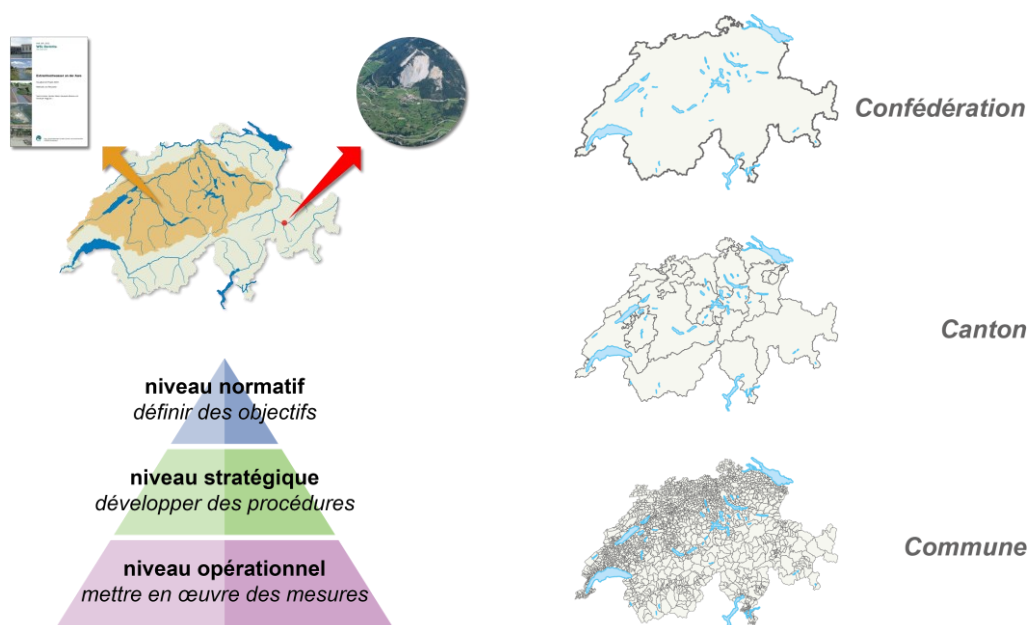 Confédération
Canton
niveau normatif
définir des objectifs
niveau stratégique
développer des procédures
niveau opérationnel
mettre en œuvre des mesures
Commune